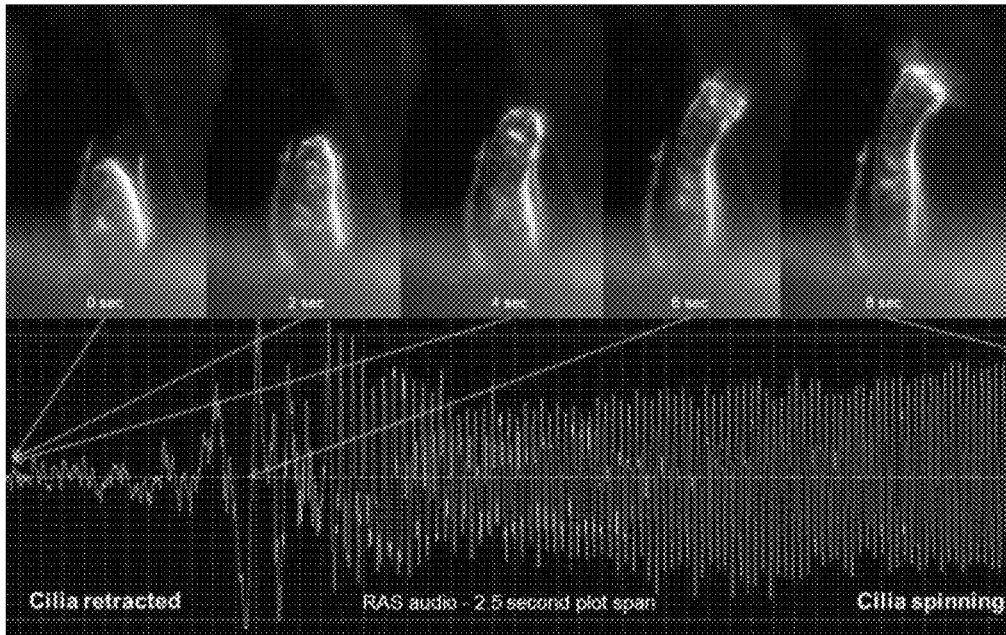 0 sec
2 sec
4 sec
6 sec
8 sec
Cilia retracted
RAS audio - 2.5 second plot span
Cilia spinning